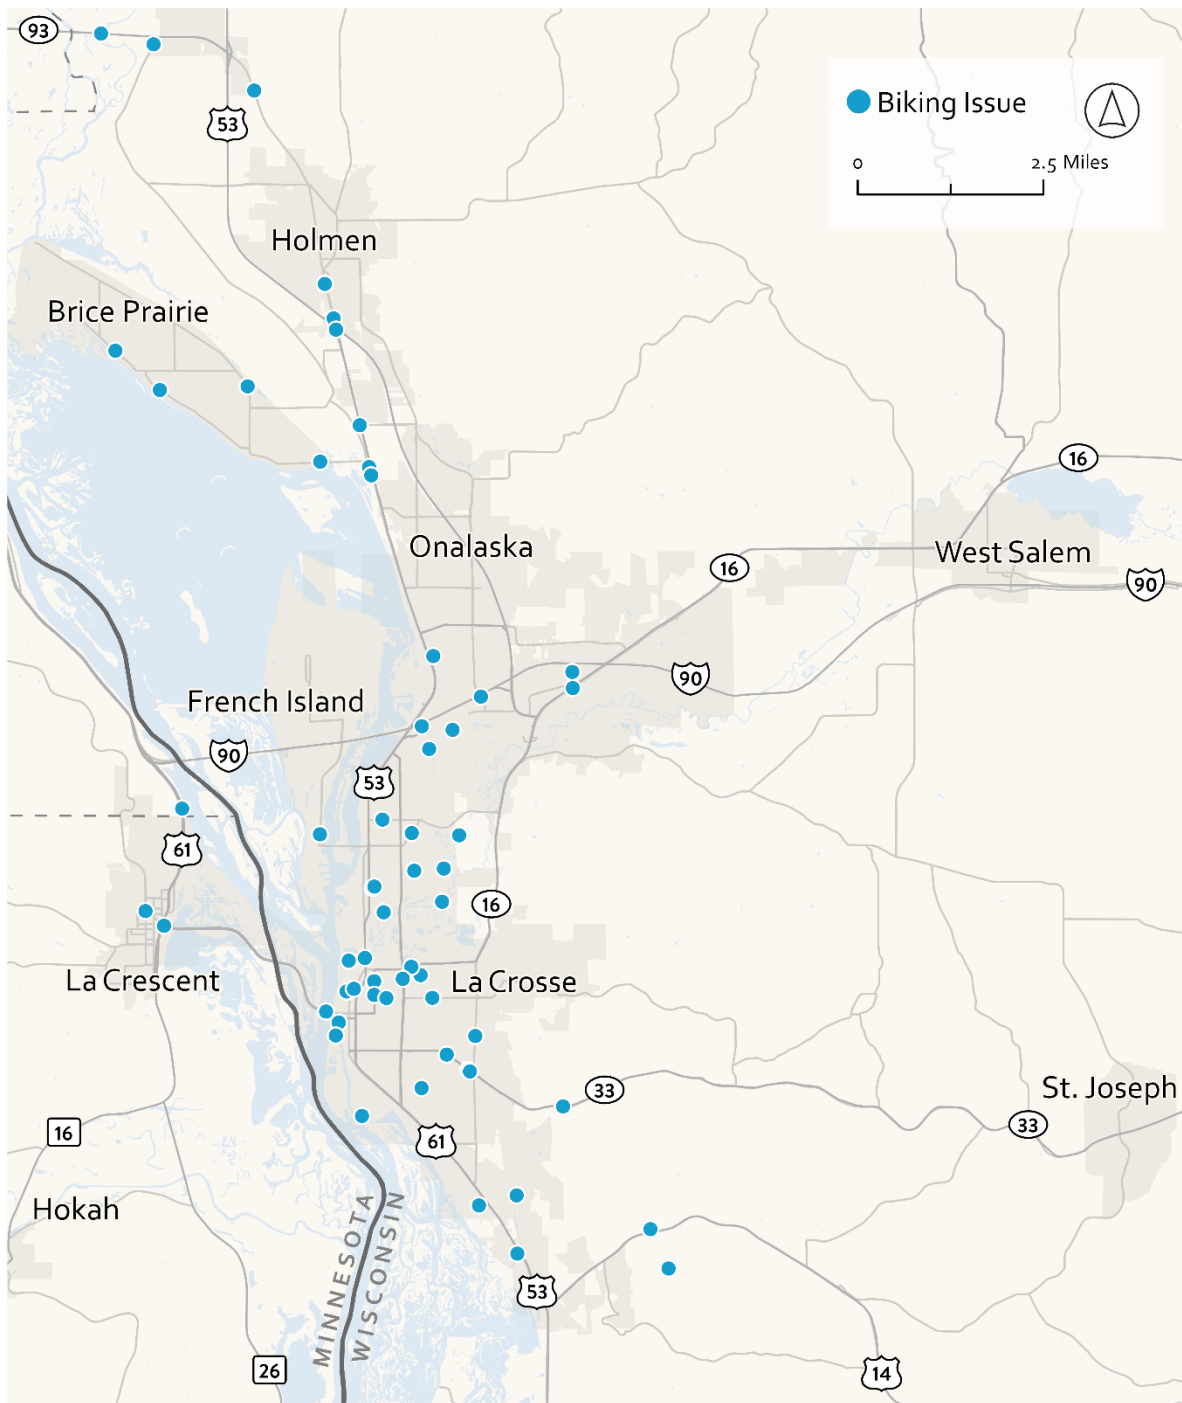 93
Biking Issue
53
0 2.5 Miles
Holmen
Brice Prairie
16
Onalaska
West Salem
16
90
90
French Island
90
53
61
16
La Crescent
La Crosse
33
St. Joseph
33
16
61
Hokah
MINNESOTA
WISCONSIN
53
26
14